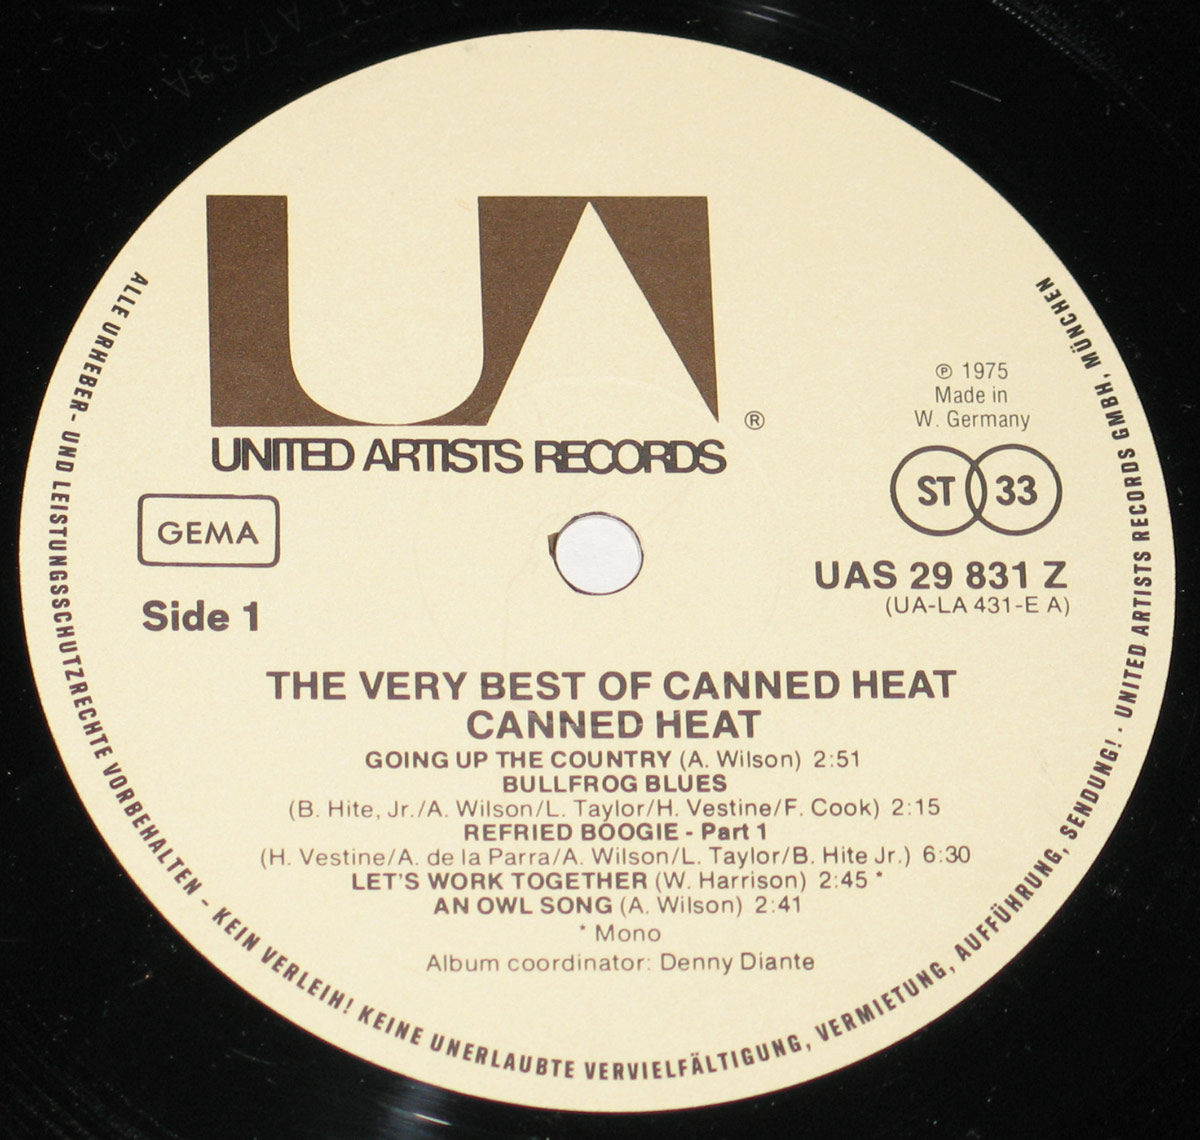 UA
®
UNITED ARTISTS RECORDS
℗ 1975
Made in
W. Germany
ST 33
GEMA
UAS 29 831 Z
(UA-LA 431-E A)
Side 1
THE VERY BEST OF CANNED HEAT
CANNED HEAT
GOING UP THE COUNTRY (A. Wilson) 2:51
BULLFROG BLUES
(B. Hite, Jr./A. Wilson/L. Taylor/H. Vestine/F. Cook) 2:15
REFRIED BOOGIE - Part 1
(H. Vestine/A. de la Parra/A. Wilson/L. Taylor/B. Hite Jr.) 6:30
LET'S WORK TOGETHER (W. Harrison) 2:45 *
AN OWL SONG (A. Wilson) 2:41
* Mono
Album coordinator: Denny Diante
ALLE URHEBER- UND LEISTUNGSSCHUTZRECHTE VORBEHALTEN - KEIN VERLEIH! KEINE UNERLAUBTE VERVIELFÄLTIGUNG, VERMIETUNG, AUFFÜHRUNG, SENDUNG! · UNITED ARTISTS RECORDS GMBH, MÜNCHEN